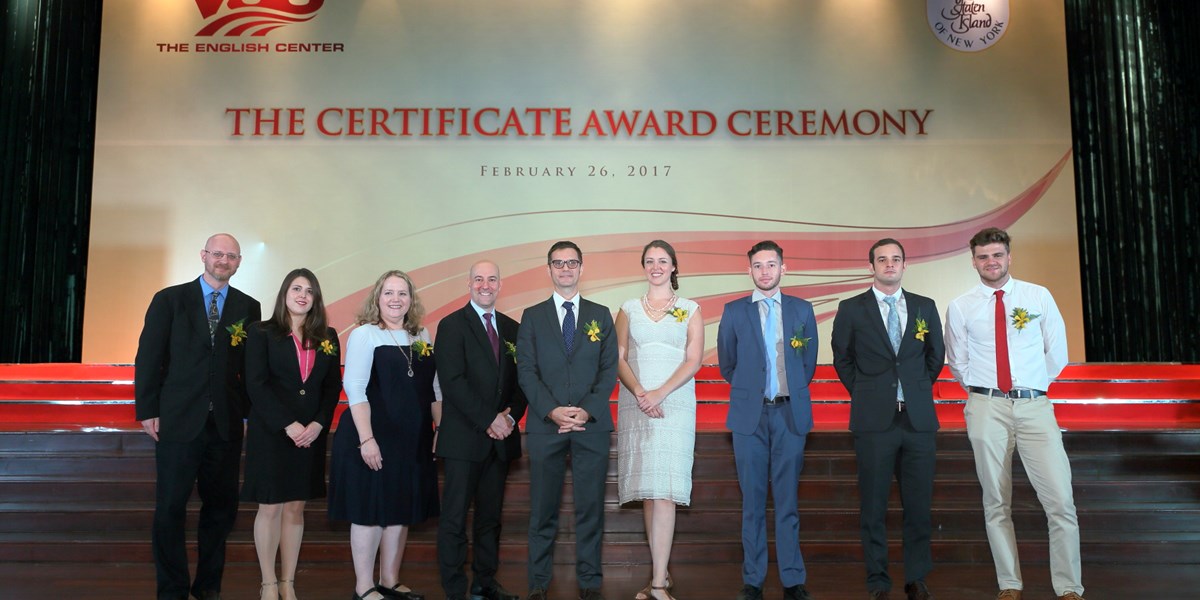 THE ENGLISH CENTER
Staten
Island
OF NEW YORK
THE CERTIFICATE AWARD CEREMONY
FEBRUARY 26, 2017